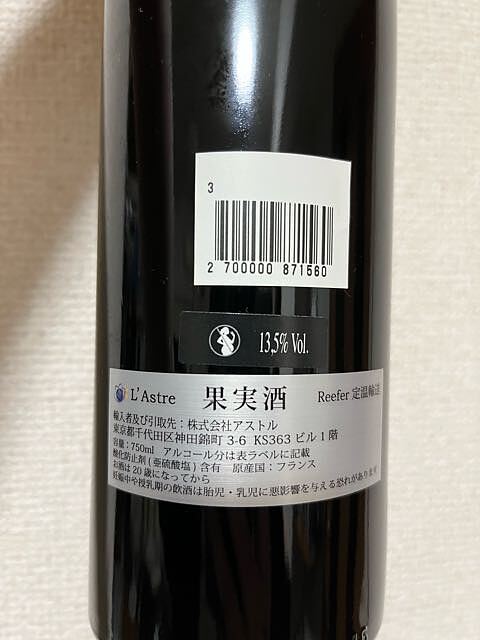 3
2 700000 871560
13,5% Vol.
L'Astre 果実酒 Reefer 定温輸送
輸入者及び引取先：株式会社アストル
東京都千代田区神田錦町 3-6 KS363 ビル 1 階
容量：750ml アルコール分は表ラベルに記載
酸化防止剤 (亜硫酸塩) 含有 原産国：フランス
お酒は 20 歳になってから
妊娠中や授乳期の飲酒は胎児・乳児に悪影響を与える恐れがあります